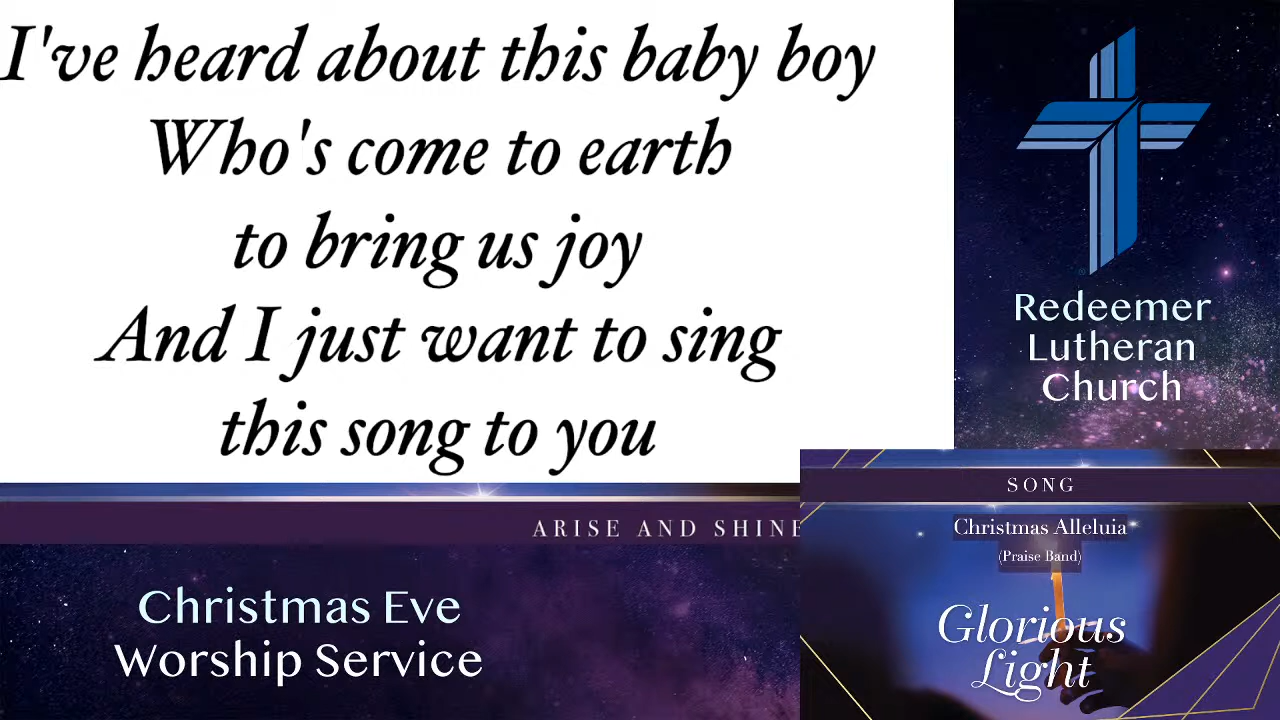 I've heard about this baby boy
Who's come to earth
to bring us joy
And I just want to sing
this song to you
Redeemer
Lutheran
Church
ARISE AND SHINE
Christmas Eve
Worship Service
SONG
Christmas Alleluia
(Praise Band)
Glorious
Light